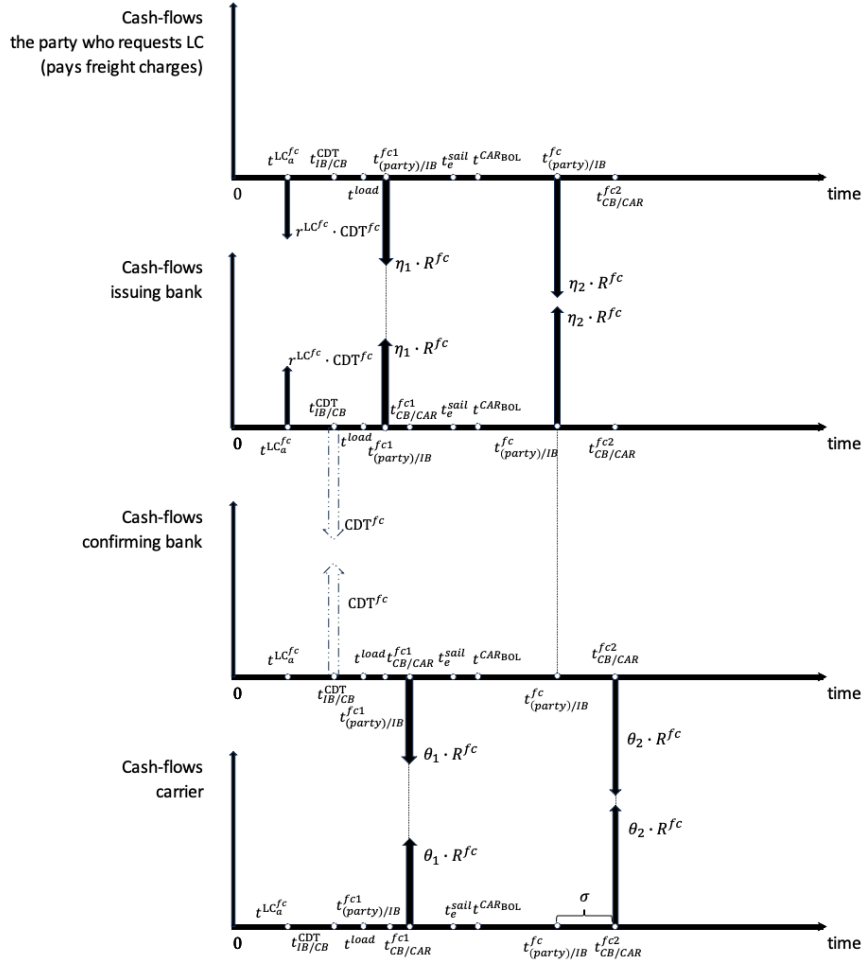 Cash-flows
the party who requests LC
(pays freight charges)
t^{LC_a^{fc}} t_{IB/CB}^{CDT} t_{(party)/IB}^{fc1} t_e^{sail} t^{CAR_{BOL}} t_{(party)/IB}^{fc}
0 t^{load} t_{CB/CAR}^{fc2} time
r^{LC^{fc}} · CDT^{fc}
η_1 · R^{fc}
η_2 · R^{fc}
Cash-flows
issuing bank
η_2 · R^{fc}
η_1 · R^{fc}
r^{LC^{fc}} · CDT^{fc}
t_{IB/CB}^{CDT} t_{CB/CAR}^{fc1} t_e^{sail} t^{CAR_{BOL}}
0 t^{LC_a^{fc}} t^{load} t_{(party)/IB}^{fc1} t_{(party)/IB}^{fc} t_{CB/CAR}^{fc2} time
CDT^{fc}
Cash-flows
confirming bank
CDT^{fc}
t^{LC_a^{fc}} t^{load} t_{CB/CAR}^{fc1} t_e^{sail} t^{CAR_{BOL}} t_{CB/CAR}^{fc2}
0 t_{IB/CB}^{CDT} t_{(party)/IB}^{fc1} t_{(party)/IB}^{fc} time
θ_1 · R^{fc}
θ_2 · R^{fc}
Cash-flows
carrier
θ_2 · R^{fc}
θ_1 · R^{fc}
σ
t^{LC_a^{fc}} t_{(party)/IB}^{fc1} t_e^{sail} t^{CAR_{BOL}}
0 t_{IB/CB}^{CDT} t^{load} t_{CB/CAR}^{fc1} t_{(party)/IB}^{fc} t_{CB/CAR}^{fc2} time